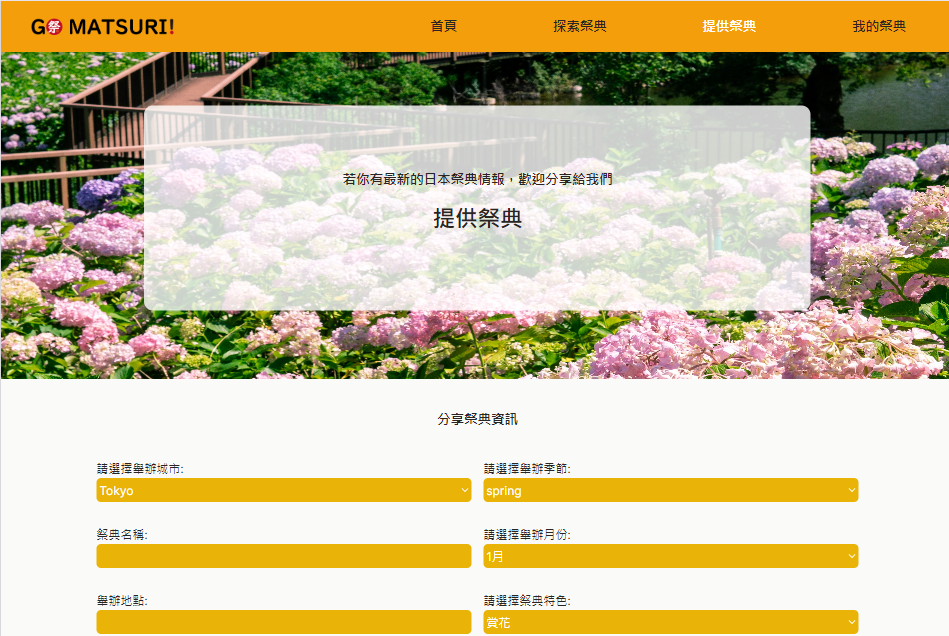 GO祭 MATSURI!
首頁
探索祭典
提供祭典
我的祭典
若你有最新的日本祭典情報，歡迎分享給我們
提供祭典
分享祭典資訊
請選擇舉辦城市:
Tokyo
請選擇舉辦季節:
spring
祭典名稱:
請選擇舉辦月份:
1月
舉辦地點:
請選擇祭典特色:
賞花